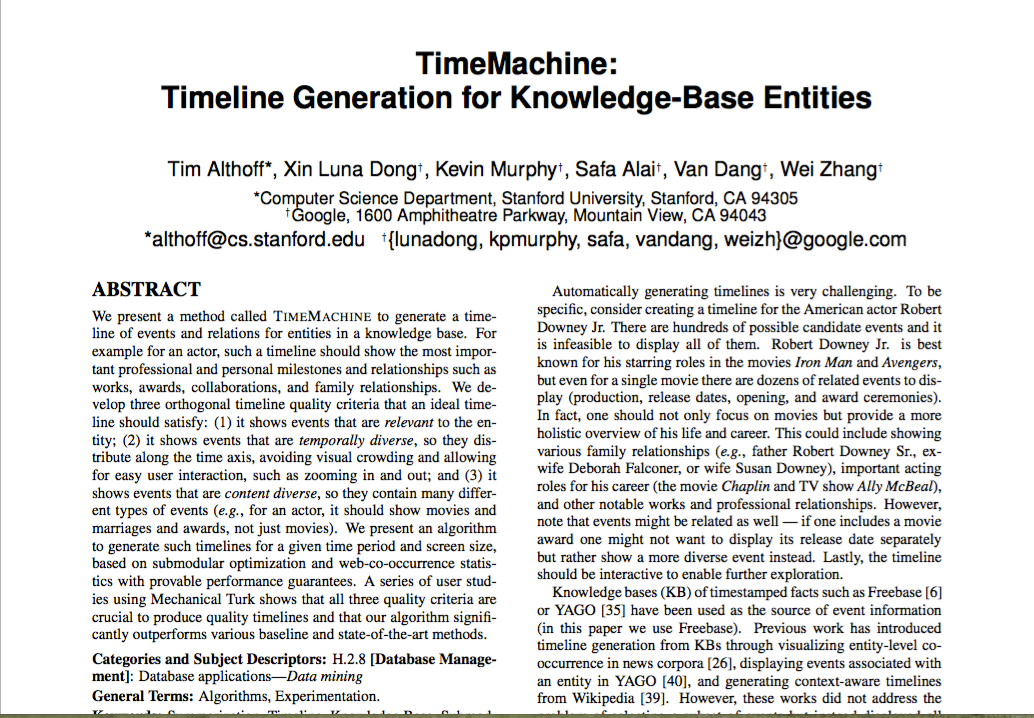 TimeMachine:
Timeline Generation for Knowledge-Base Entities
Tim Althoff*, Xin Luna Dong†, Kevin Murphy†, Safa Alai†, Van Dang†, Wei Zhang†
*Computer Science Department, Stanford University, Stanford, CA 94305
†Google, 1600 Amphitheatre Parkway, Mountain View, CA 94043
*althoff@cs.stanford.edu †{lunadong, kpmurphy, safa, vandang, weizh}@google.com
ABSTRACT
We present a method called TIMEMACHINE to generate a time-
line of events and relations for entities in a knowledge base. For
example for an actor, such a timeline should show the most impor-
tant professional and personal milestones and relationships such as
works, awards, collaborations, and family relationships. We de-
velop three orthogonal timeline quality criteria that an ideal time-
line should satisfy: (1) it shows events that are relevant to the en-
tity; (2) it shows events that are temporally diverse, so they dis-
tribute along the time axis, avoiding visual crowding and allowing
for easy user interaction, such as zooming in and out; and (3) it
shows events that are content diverse, so they contain many differ-
ent types of events (e.g., for an actor, it should show movies and
marriages and awards, not just movies). We present an algorithm
to generate such timelines for a given time period and screen size,
based on submodular optimization and web-co-occurrence statis-
tics with provable performance guarantees. A series of user stud-
ies using Mechanical Turk shows that all three quality criteria are
crucial to produce quality timelines and that our algorithm signifi-
cantly outperforms various baseline and state-of-the-art methods.
Categories and Subject Descriptors: H.2.8 [Database Manage-
ment]: Database applications—Data mining
General Terms: Algorithms, Experimentation.
Automatically generating timelines is very challenging. To be
specific, consider creating a timeline for the American actor Robert
Downey Jr. There are hundreds of possible candidate events and it
is infeasible to display all of them. Robert Downey Jr. is best
known for his starring roles in the movies Iron Man and Avengers,
but even for a single movie there are dozens of related events to dis-
play (production, release dates, opening, and award ceremonies).
In fact, one should not only focus on movies but provide a more
holistic overview of his life and career. This could include showing
various family relationships (e.g., father Robert Downey Sr., ex-
wife Deborah Falconer, or wife Susan Downey), important acting
roles for his career (the movie Chaplin and TV show Ally McBeal),
and other notable works and professional relationships. However,
note that events might be related as well — if one includes a movie
award one might not want to display its release date separately
but rather show a more diverse event instead. Lastly, the timeline
should be interactive to enable further exploration.
Knowledge bases (KB) of timestamped facts such as Freebase [6]
or YAGO [35] have been used as the source of event information
(in this paper we use Freebase). Previous work has introduced
timeline generation from KBs through visualizing entity-level co-
occurrence in news corpora [26], displaying events associated with
an entity in YAGO [40], and generating context-aware timelines
from Wikipedia [39]. However, these works did not address the